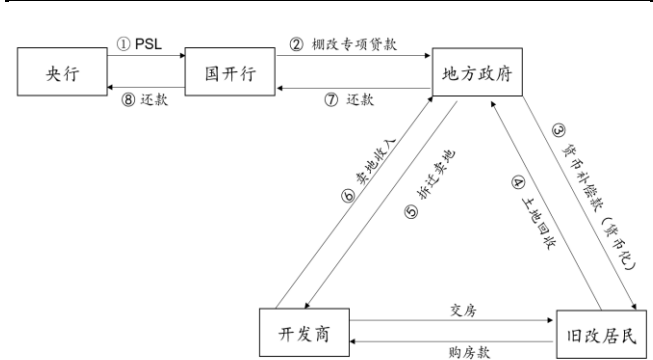 ① PSL
② 棚改专项贷款
央行
国开行
地方政府
⑧ 还款
⑦ 还款
③ 货币补偿款（货币化）
④ 土地回收
⑤ 拆迁卖地
⑥ 卖地收入
开发商
交房
购房款
旧改居民